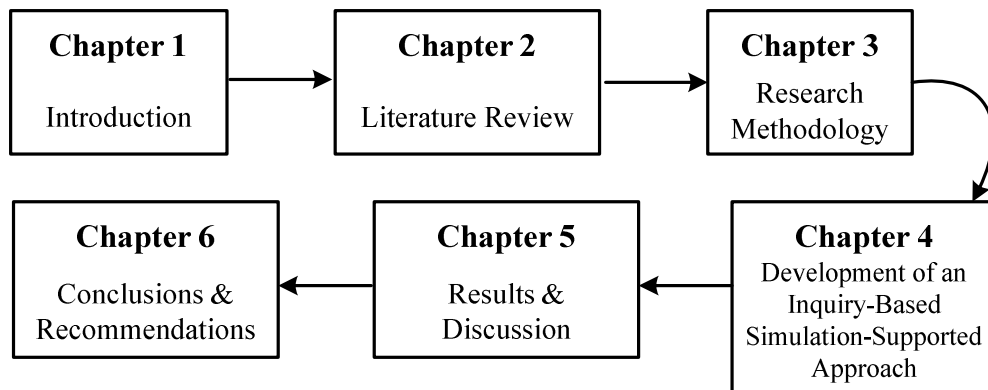 Chapter 1
Introduction
Chapter 2
Literature Review
Chapter 3
Research
Methodology
Chapter 4
Development of an
Inquiry-Based
Simulation-Supported
Approach
Chapter 5
Results &
Discussion
Chapter 6
Conclusions &
Recommendations